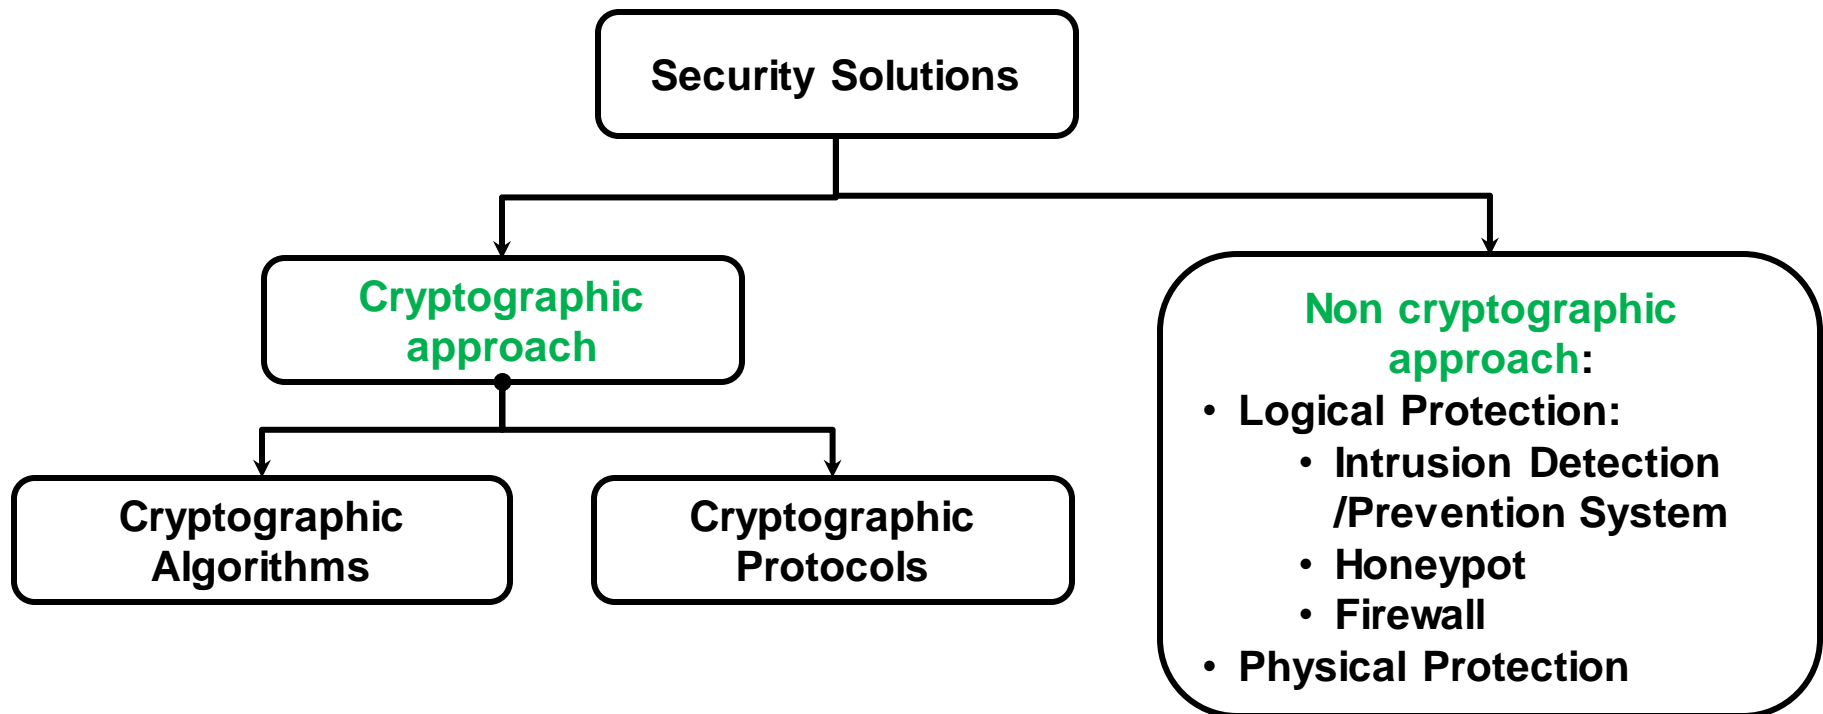 Security Solutions
Cryptographic
approach
Non cryptographic
approach:
• Logical Protection:
• Intrusion Detection
/Prevention System
• Honeypot
• Firewall
• Physical Protection
Cryptographic
Algorithms
Cryptographic
Protocols